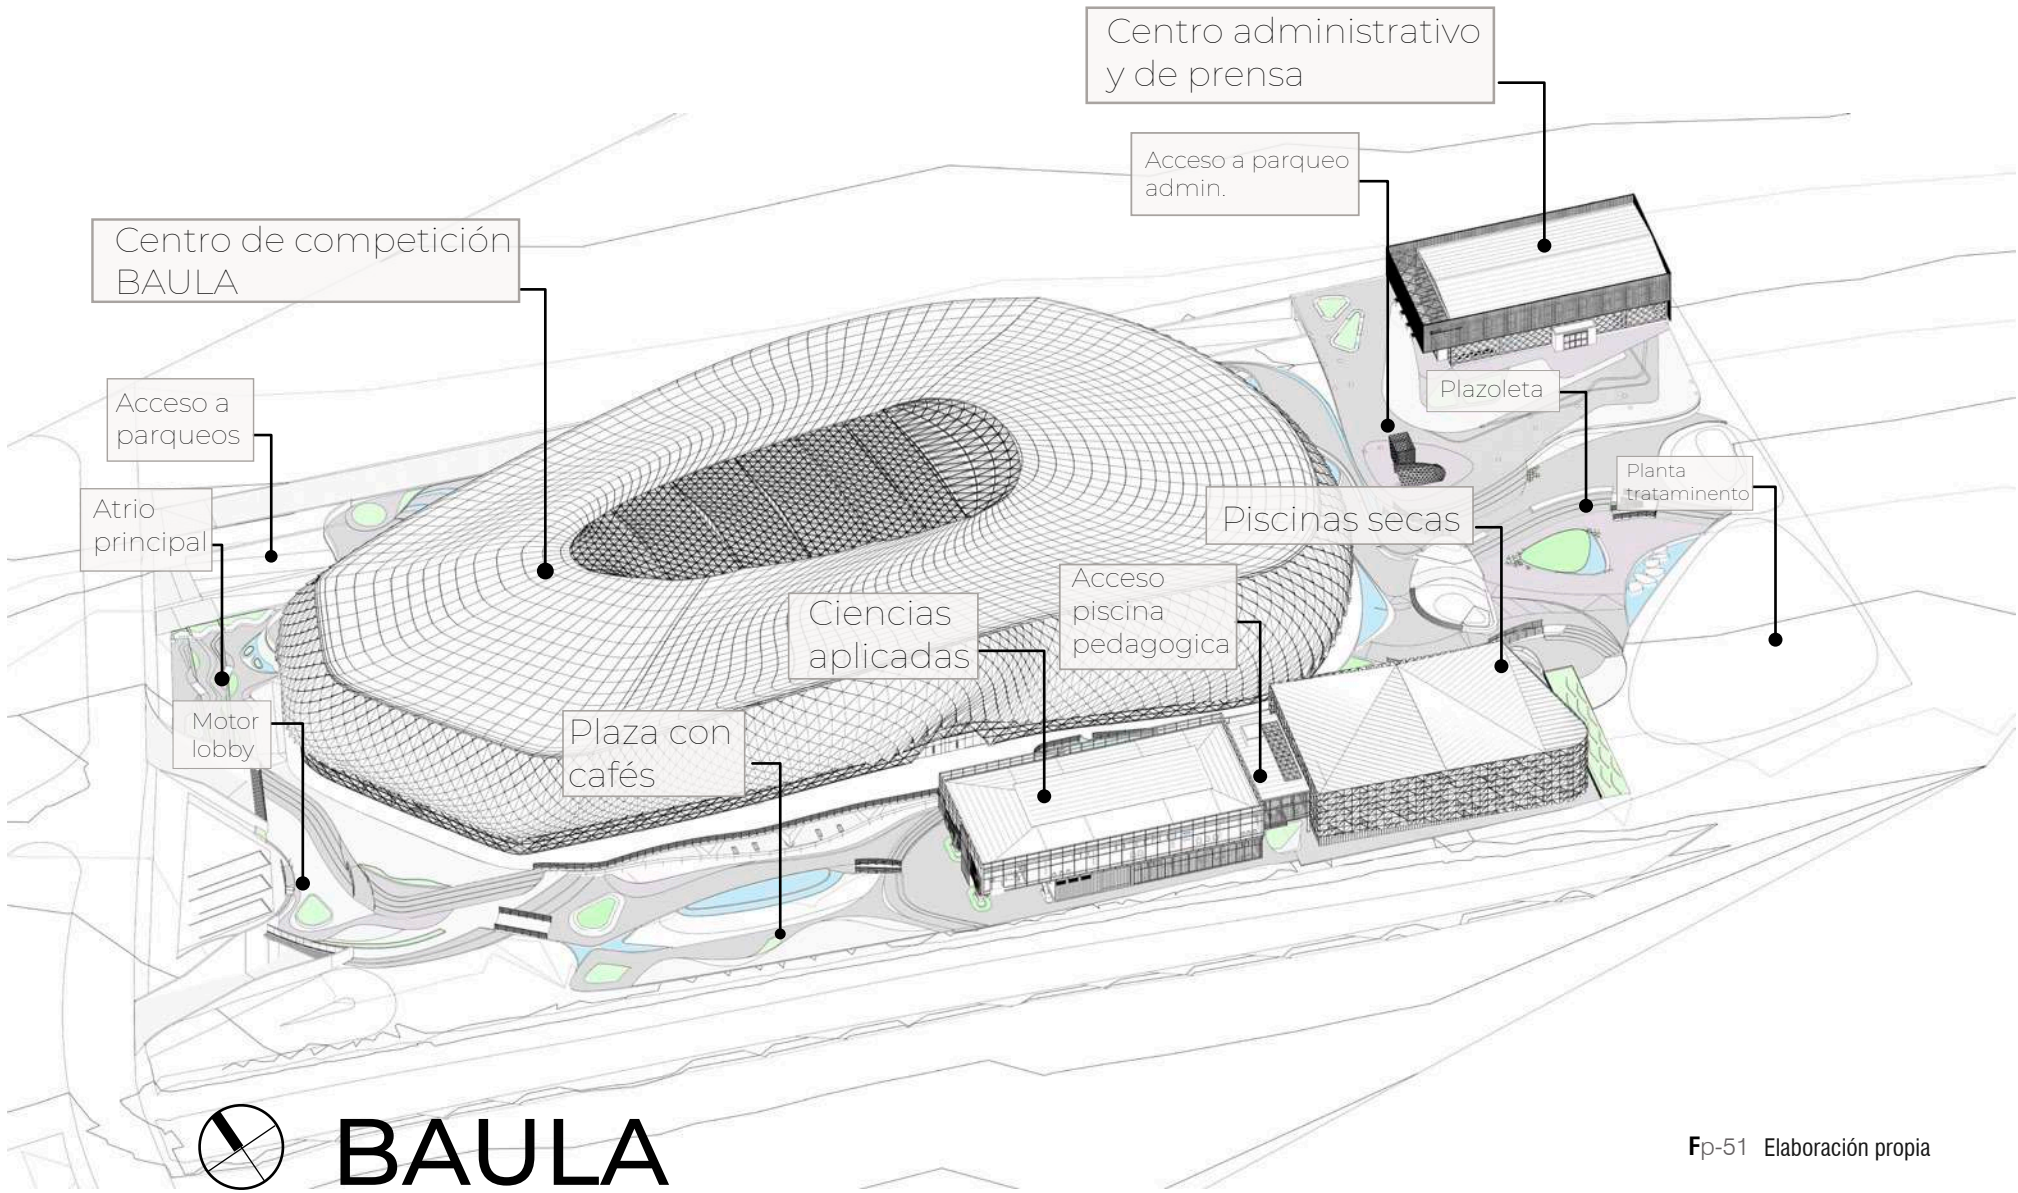 Centro administrativo
y de prensa
Acceso a parqueo
admin.
Centro de competición
BAULA
Acceso a
parqueos
Plazoleta
Planta
trataminento
Atrio
principal
Piscinas secas
Acceso
piscina
pedagogica
Ciencias
aplicadas
Motor
lobby
Plaza con
cafés
BAULA
Fp-51 Elaboración propia